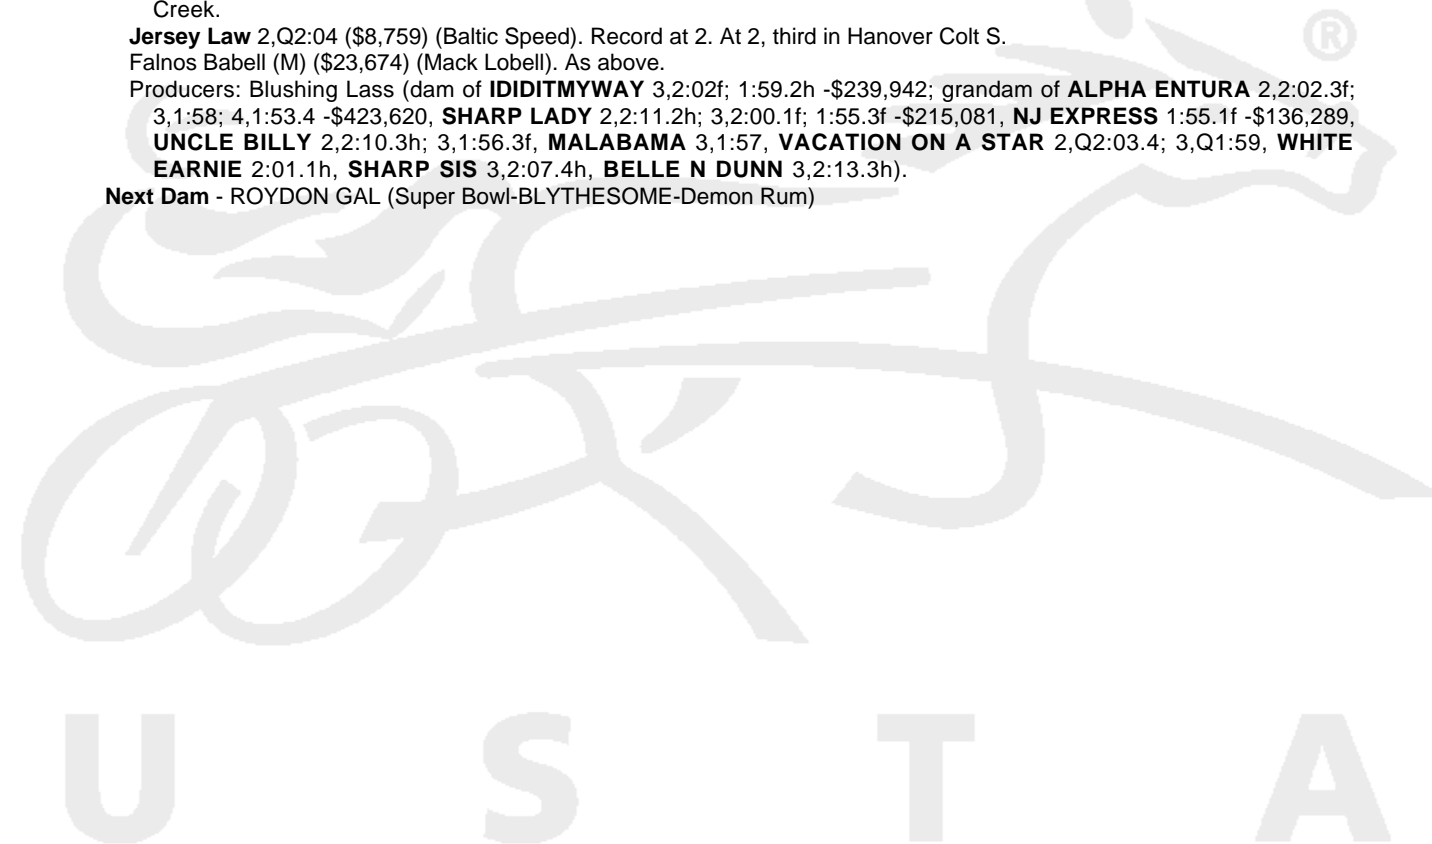 Creek.
Jersey Law 2,Q2:04 ($8,759) (Baltic Speed). Record at 2. At 2, third in Hanover Colt S.
Falnos Babell (M) ($23,674) (Mack Lobell). As above.
Producers: Blushing Lass (dam of IDIDITMYWAY 3,2:02f; 1:59.2h -$239,942; grandam of ALPHA ENTURA 2,2:02.3f;
3,1:58; 4,1:53.4 -$423,620, SHARP LADY 2,2:11.2h; 3,2:00.1f; 1:55.3f -$215,081, NJ EXPRESS 1:55.1f -$136,289,
UNCLE BILLY 2,2:10.3h; 3,1:56.3f, MALABAMA 3,1:57, VACATION ON A STAR 2,Q2:03.4; 3,Q1:59, WHITE
EARNIE 2:01.1h, SHARP SIS 3,2:07.4h, BELLE N DUNN 3,2:13.3h).
Next Dam - ROYDON GAL (Super Bowl-BLYTHESOME-Demon Rum)
®
U S T A